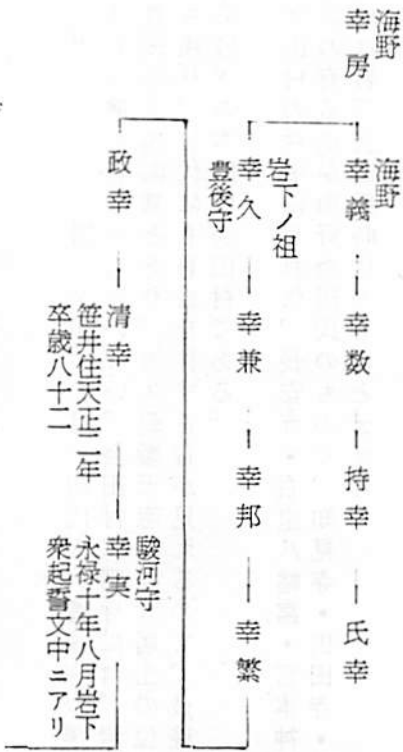 海野
幸房
海野
幸義 ― 幸数 ― 持幸 ― 氏幸
岩下ノ祖
幸久 ― 幸兼 ― 幸邦 ― 幸繁
豊後守
政幸 ― 清幸 ― 幸実
笹井住天正二年
卒歳八十二
駿河守
永禄十年八月岩下
衆起誓文中ニアリ